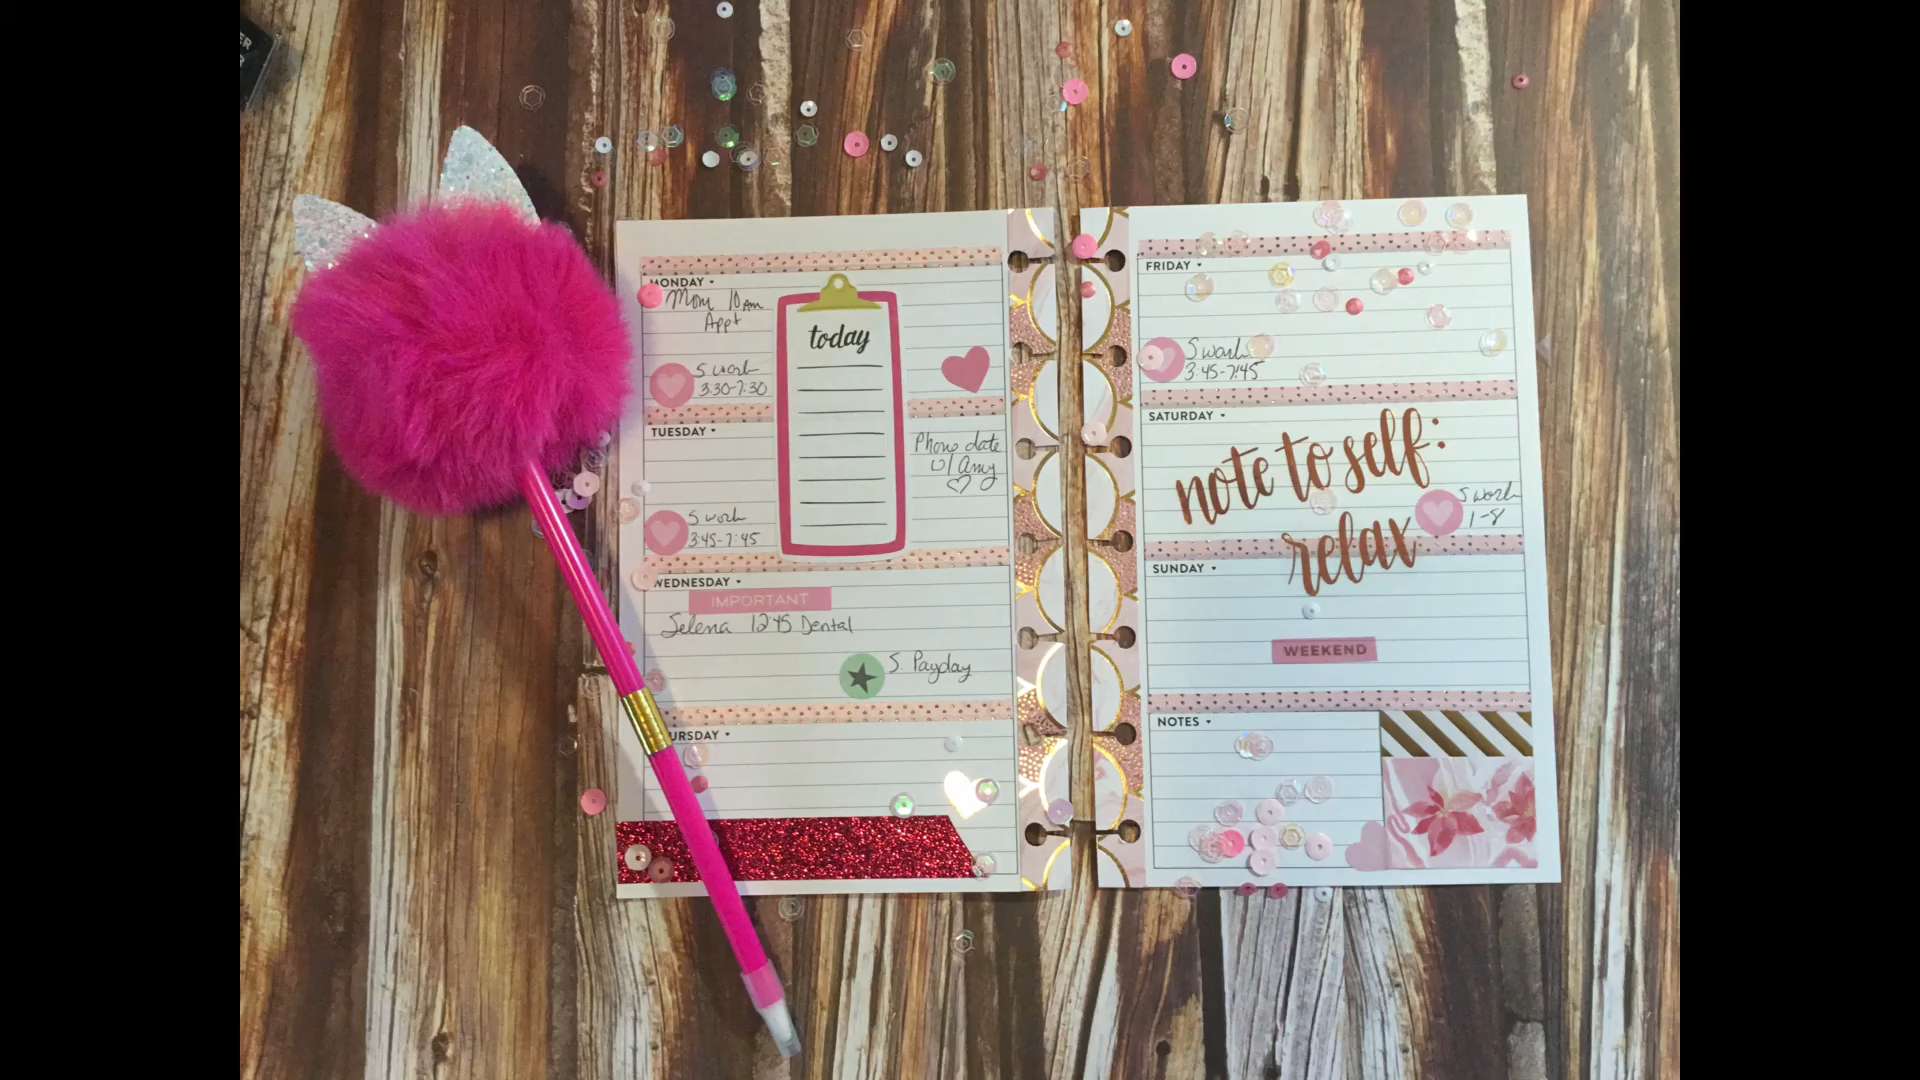 ER
R
MONDAY
Mom 10am
Appt
S work
3:30-7:30
today
TUESDAY
Phone date
w/ Amy
S work
3:45-7:45
WEDNESDAY
IMPORTANT
Selena 12:45 Dental
S. Payday
URSDAY
FRIDAY
S work
3:45-7:45
SATURDAY
note to self:
relax
S work
1-8
SUNDAY
WEEKEND
NOTES